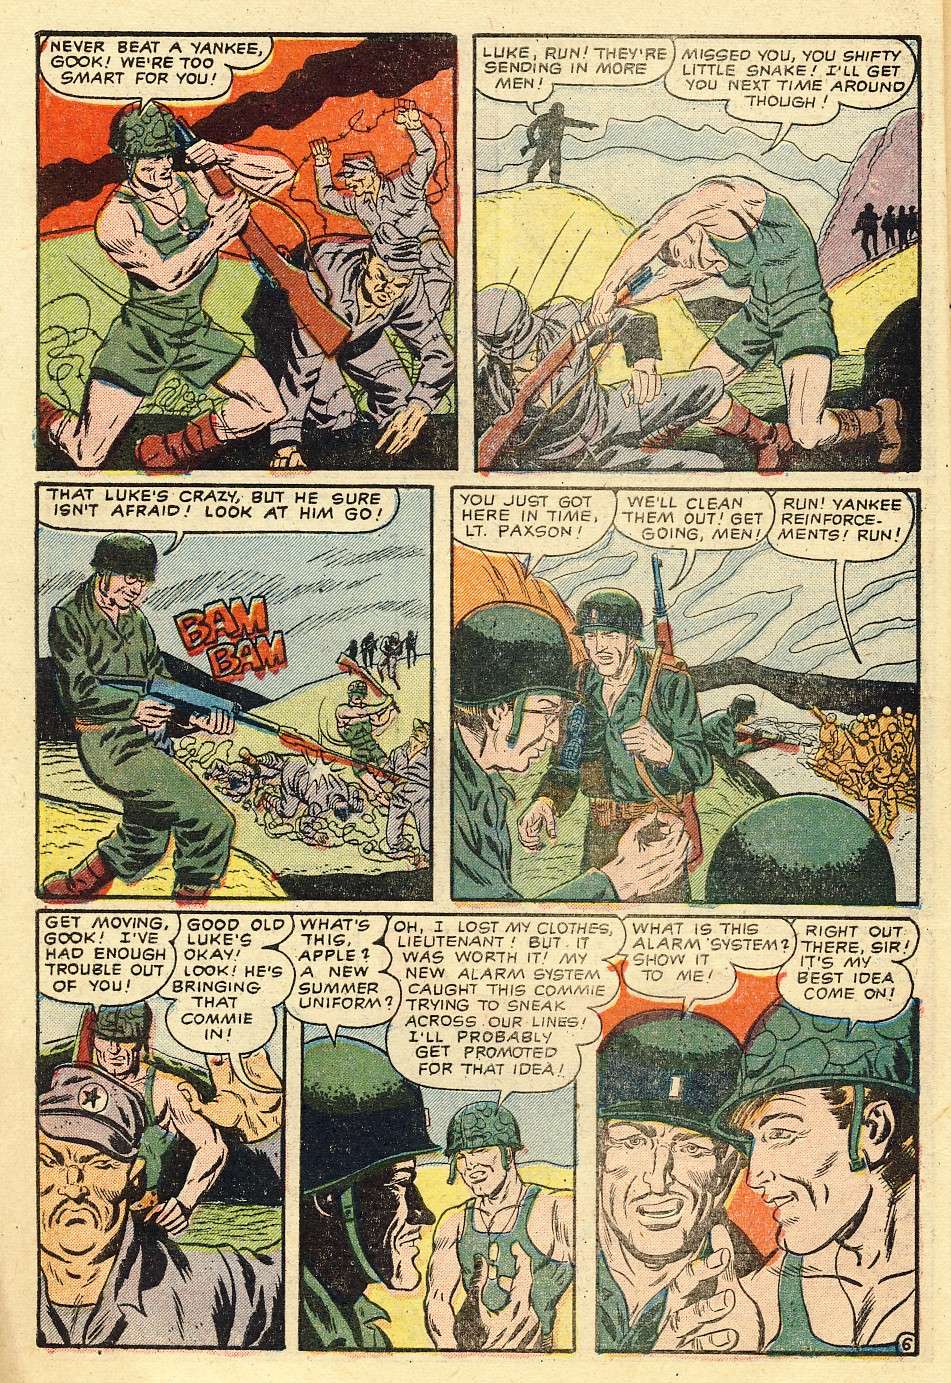 NEVER BEAT A YANKEE,
GOOK! WE'RE TOO
SMART FOR YOU!
LUKE, RUN! THEY'RE
SENDING IN MORE
MEN!
MISSED YOU, YOU SHIFTY
LITTLE SNAKE! I'LL GET
YOU NEXT TIME AROUND
THOUGH!
THAT LUKE'S CRAZY, BUT HE SURE
ISN'T AFRAID! LOOK AT HIM GO!
BAM
BAM
YOU JUST GOT
HERE IN TIME,
LT. PAXSON!
WE'LL CLEAN
THEM OUT! GET
GOING, MEN!
RUN! YANKEE
REINFORCE-
MENTS! RUN!
GET MOVING,
GOOK! I'VE
HAD ENOUGH
TROUBLE OUT
OF YOU!
GOOD OLD
LUKE'S
OKAY!
LOOK! HE'S
BRINGING
THAT
COMMIE
IN!
WHAT'S
THIS,
APPLE?
A NEW
SUMMER
UNIFORM?
OH, I LOST MY CLOTHES,
LIEUTENANT! BUT IT
WAS WORTH IT! MY
NEW ALARM SYSTEM
CAUGHT THIS COMMIE
TRYING TO SNEAK
ACROSS OUR LINES!
I'LL PROBABLY
GET PROMOTED
FOR THAT IDEA!
WHAT IS THIS
ALARM SYSTEM?
SHOW IT
TO ME!
RIGHT OUT
THERE, SIR!
IT'S MY
BEST IDEA
COME ON!
6